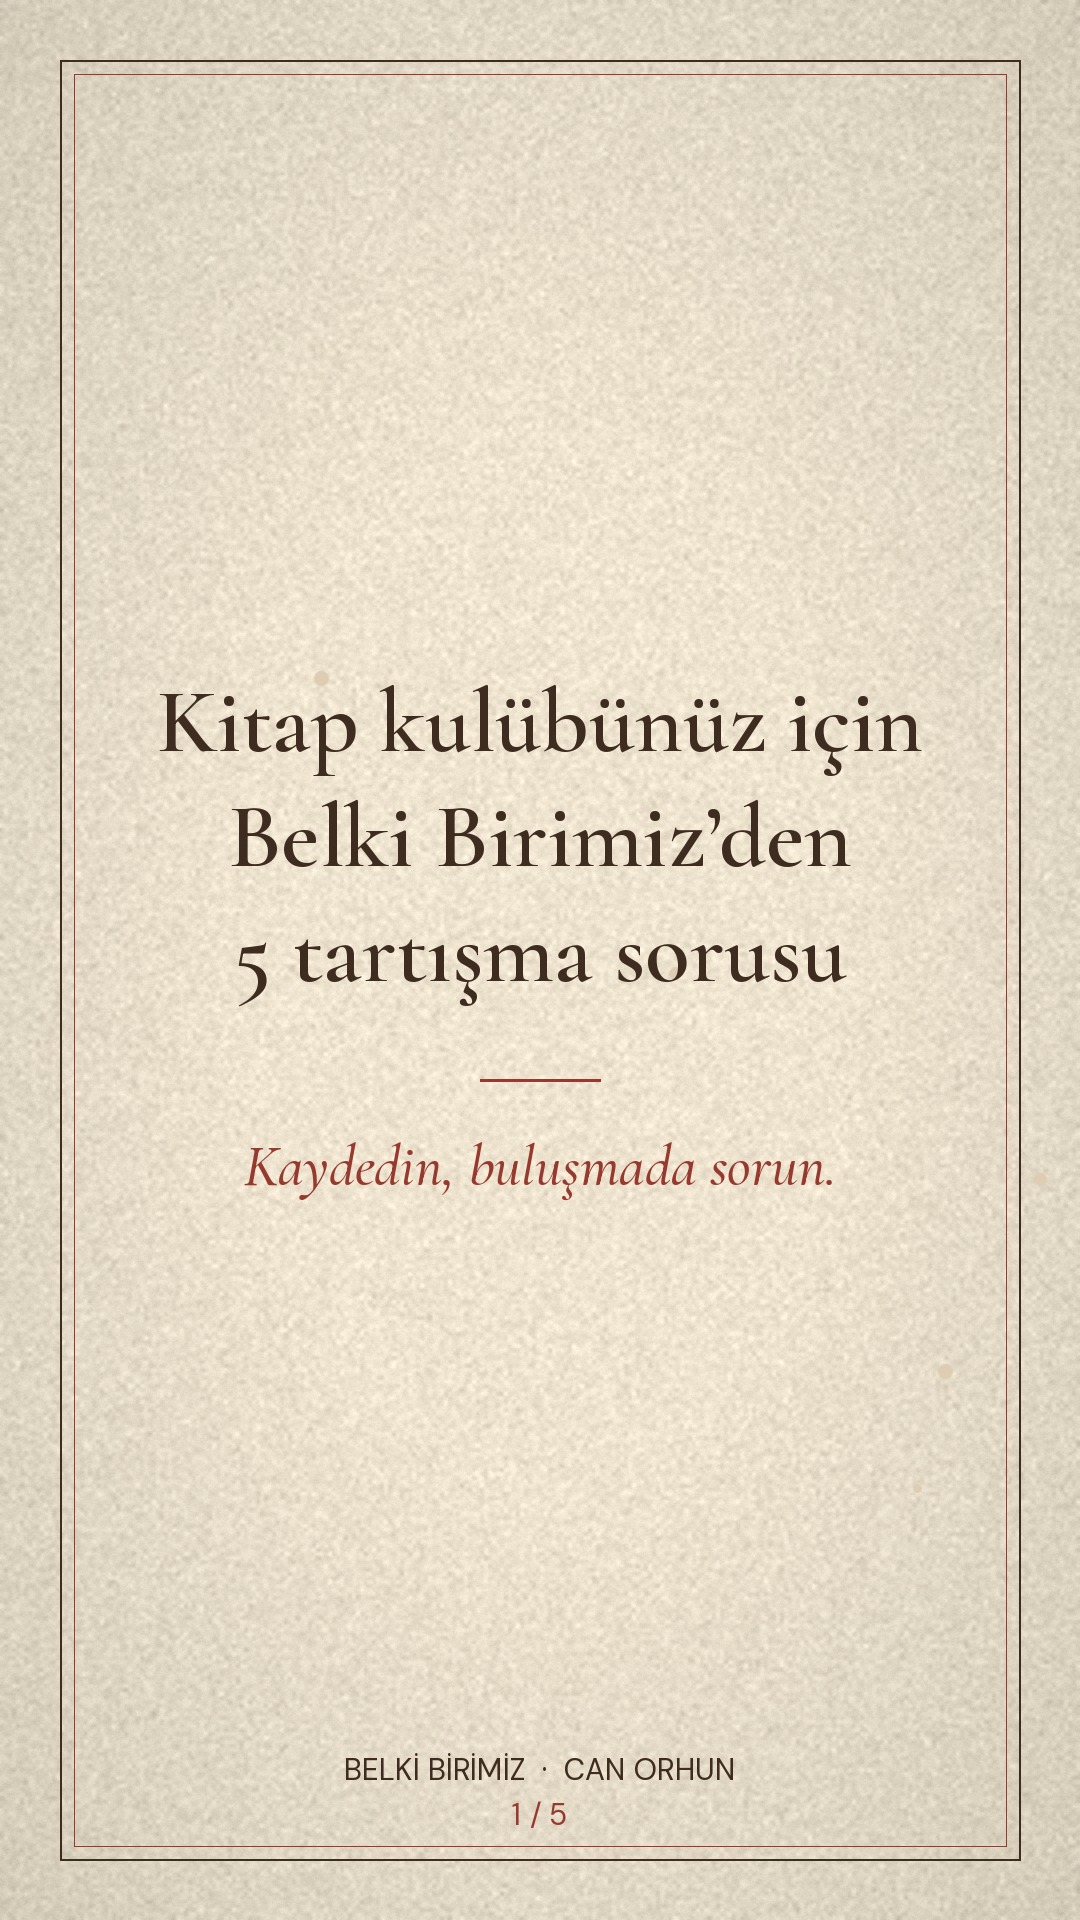 Kitap kulübünüz için
Belki Birimiz’den
5 tartışma sorusu
Kaydedin, buluşmada sorun.
BELKİ BİRİMİZ · CAN ORHUN
1 / 5